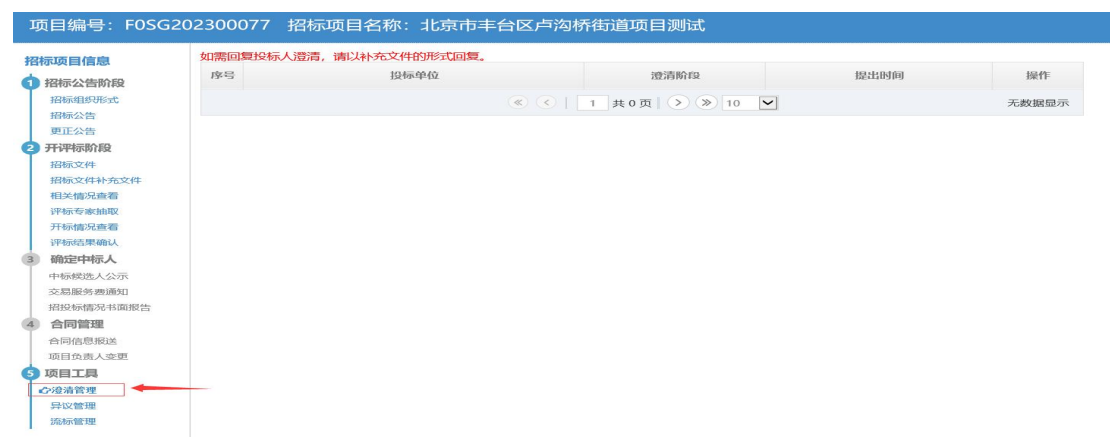 项目编号：F0SG202300077 招标项目名称：北京市丰台区卢沟桥街道项目测试
招标项目信息
1 招标公告阶段
招标组织形式
招标公告
更正公告
2 开评标阶段
招标文件
招标文件补充文件
相关情况查看
评标专家抽取
开标情况查看
评标结果确认
3 确定中标人
中标候选人公示
交易服务费通知
招投标情况书面报告
4 合同管理
合同信息报送
项目负责人变更
5 项目工具
澄清管理
异议管理
流标管理
如需回复投标人澄清，请以补充文件的形式回复。
序号 投标单位 澄清阶段 提出时间 操作
1 共 0 页 10 无数据显示